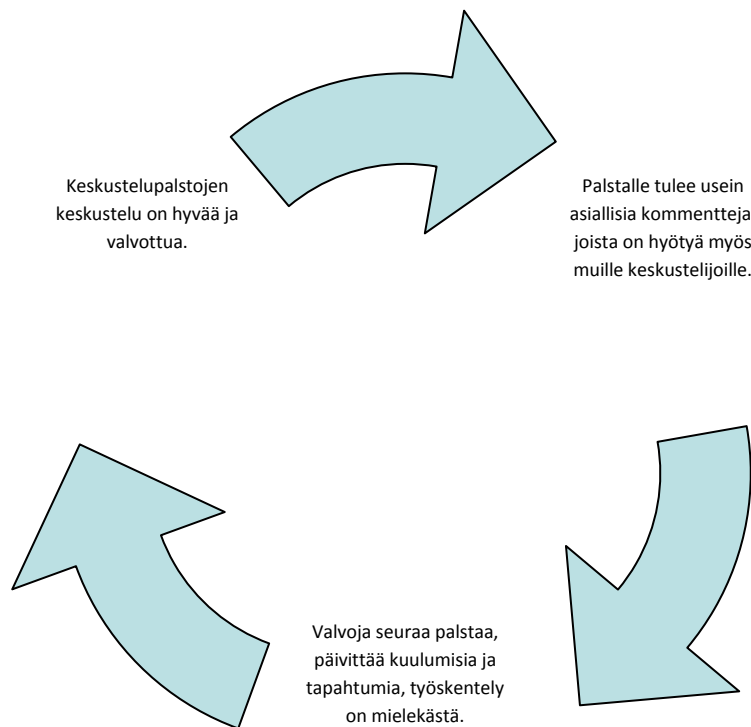 Keskustelupalstojen
keskustelu on hyvää ja
valvottua.
Palstalle tulee usein
asiallisia kommentteja
joista on hyötyä myös
muille keskustelijoille.
Valvoja seuraa palstaa,
päivittää kuulumisia ja
tapahtumia, työskentely
on mielekästä.